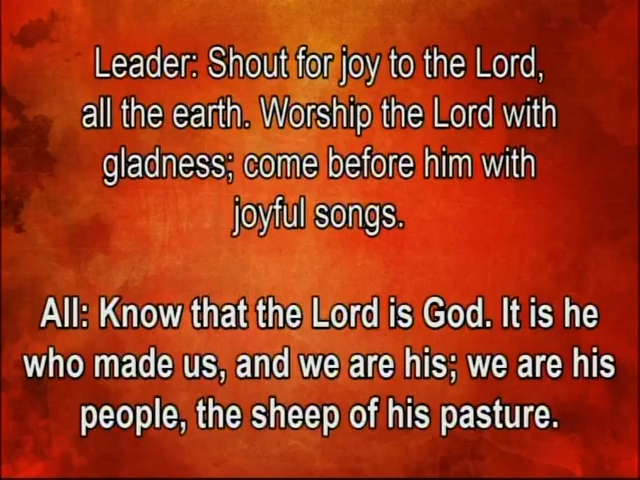 Leader: Shout for joy to the Lord,
all the earth. Worship the Lord with
gladness; come before him with
joyful songs.
All: Know that the Lord is God. It is he
who made us, and we are his; we are his
people, the sheep of his pasture.